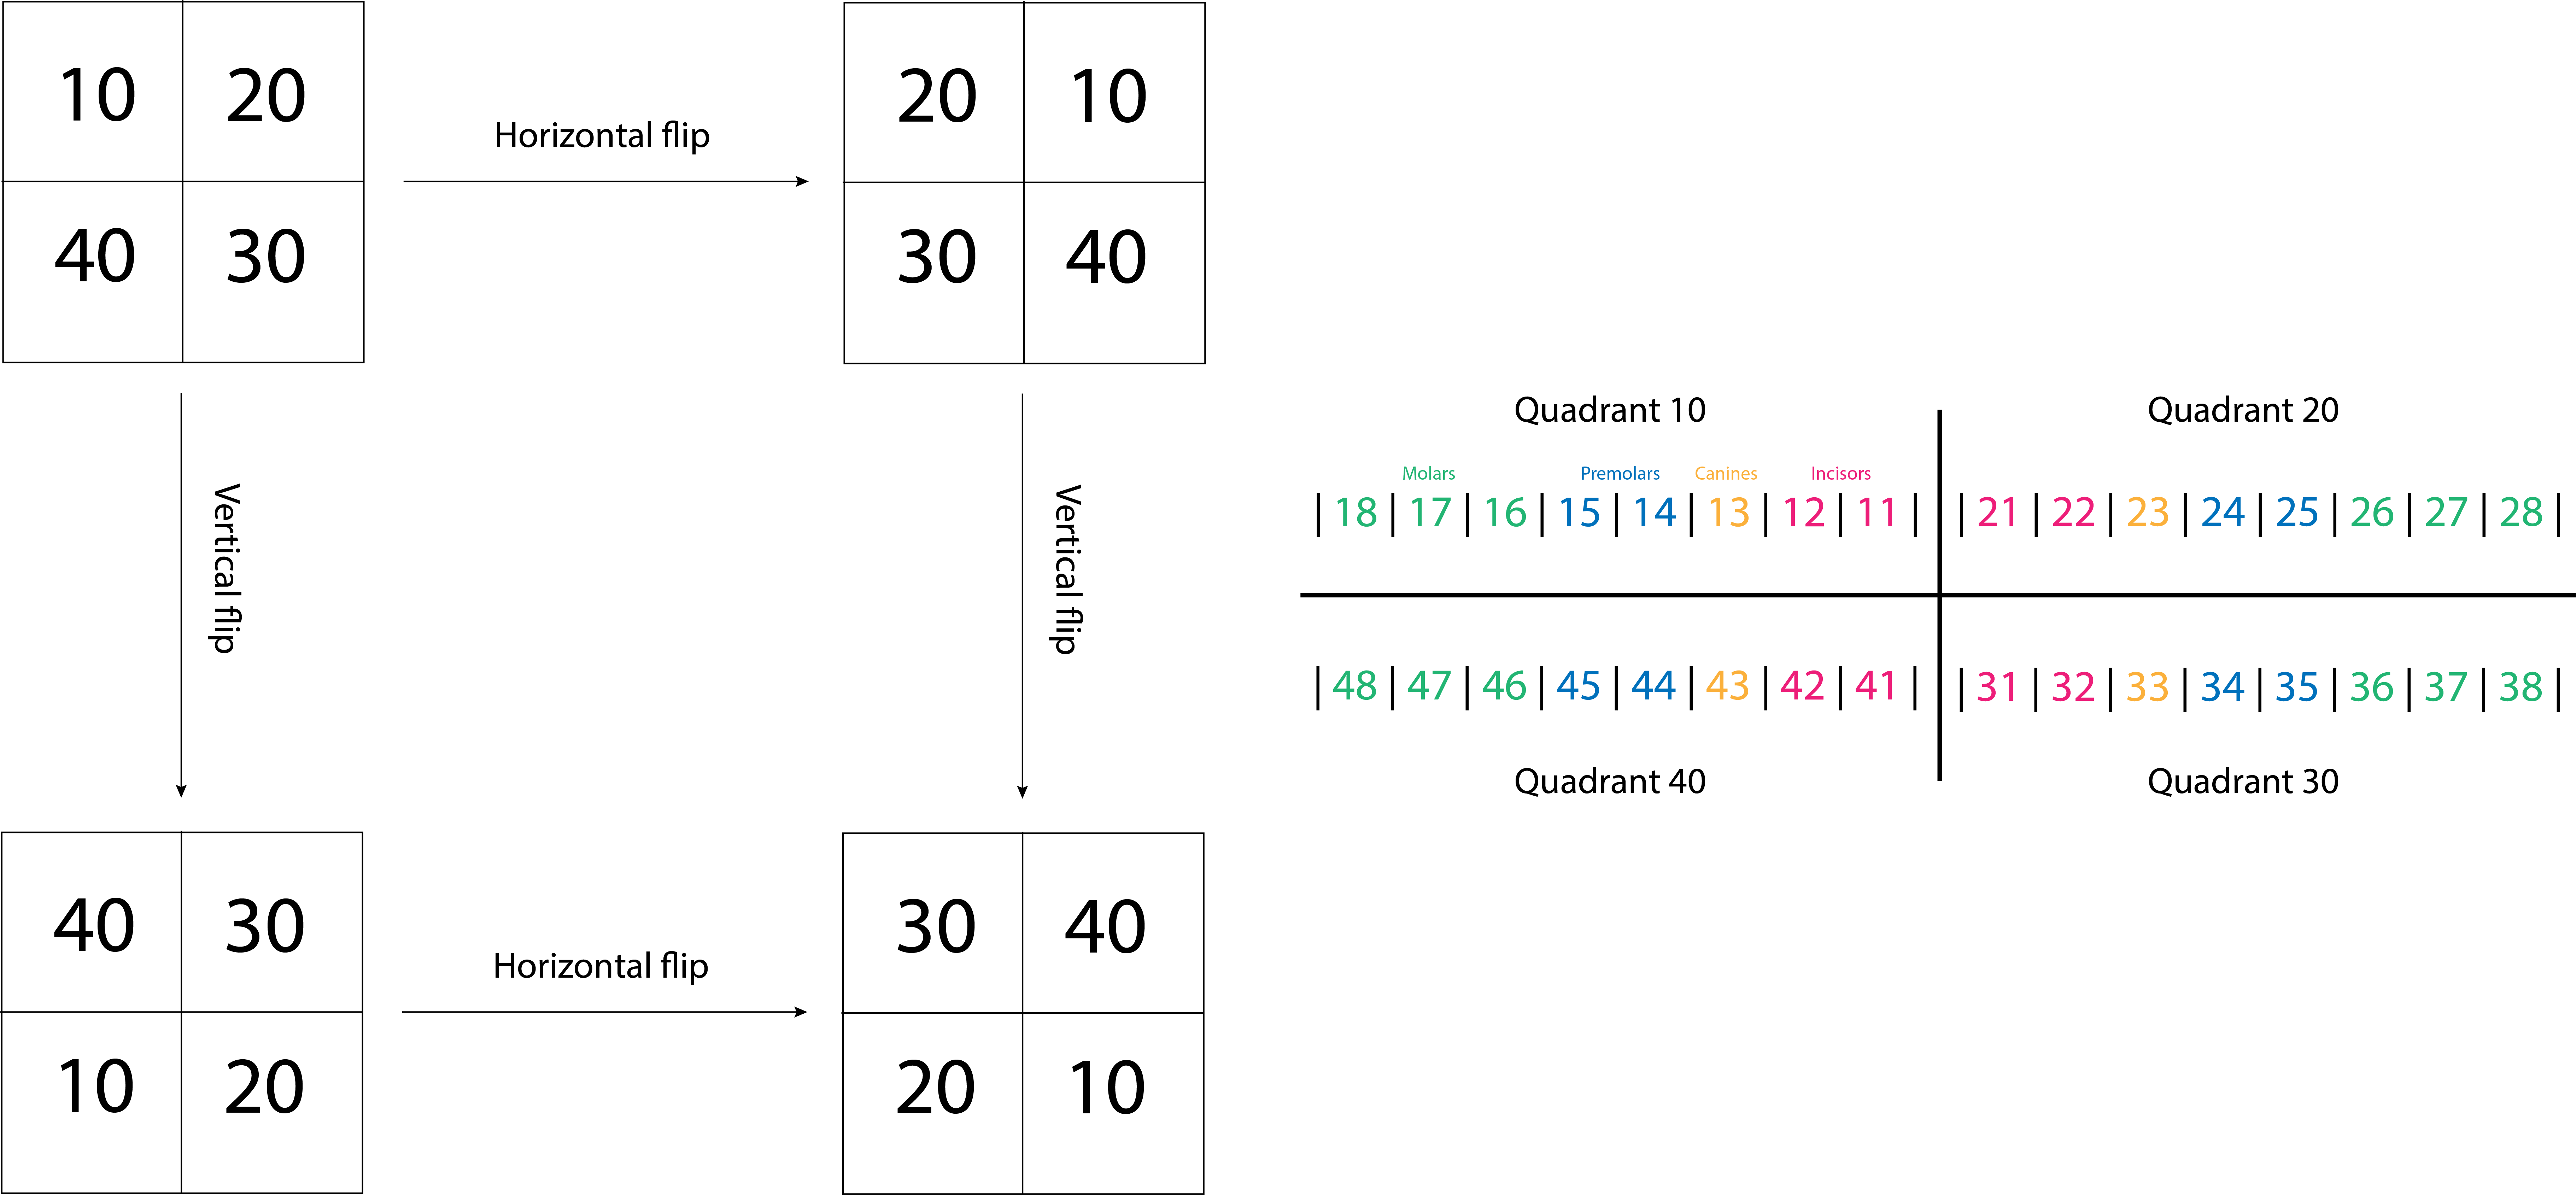 10 20
40 30
Horizontal flip
20 10
30 40
Vertical flip
Vertical flip
40 30
10 20
Horizontal flip
30 40
20 10
Quadrant 10 Quadrant 20
Molars Premolars Canines Incisors
| 18 | 17 | 16 | 15 | 14 | 13 | 12 | 11 | | 21 | 22 | 23 | 24 | 25 | 26 | 27 | 28 |
| 48 | 47 | 46 | 45 | 44 | 43 | 42 | 41 | | 31 | 32 | 33 | 34 | 35 | 36 | 37 | 38 |
Quadrant 40 Quadrant 30